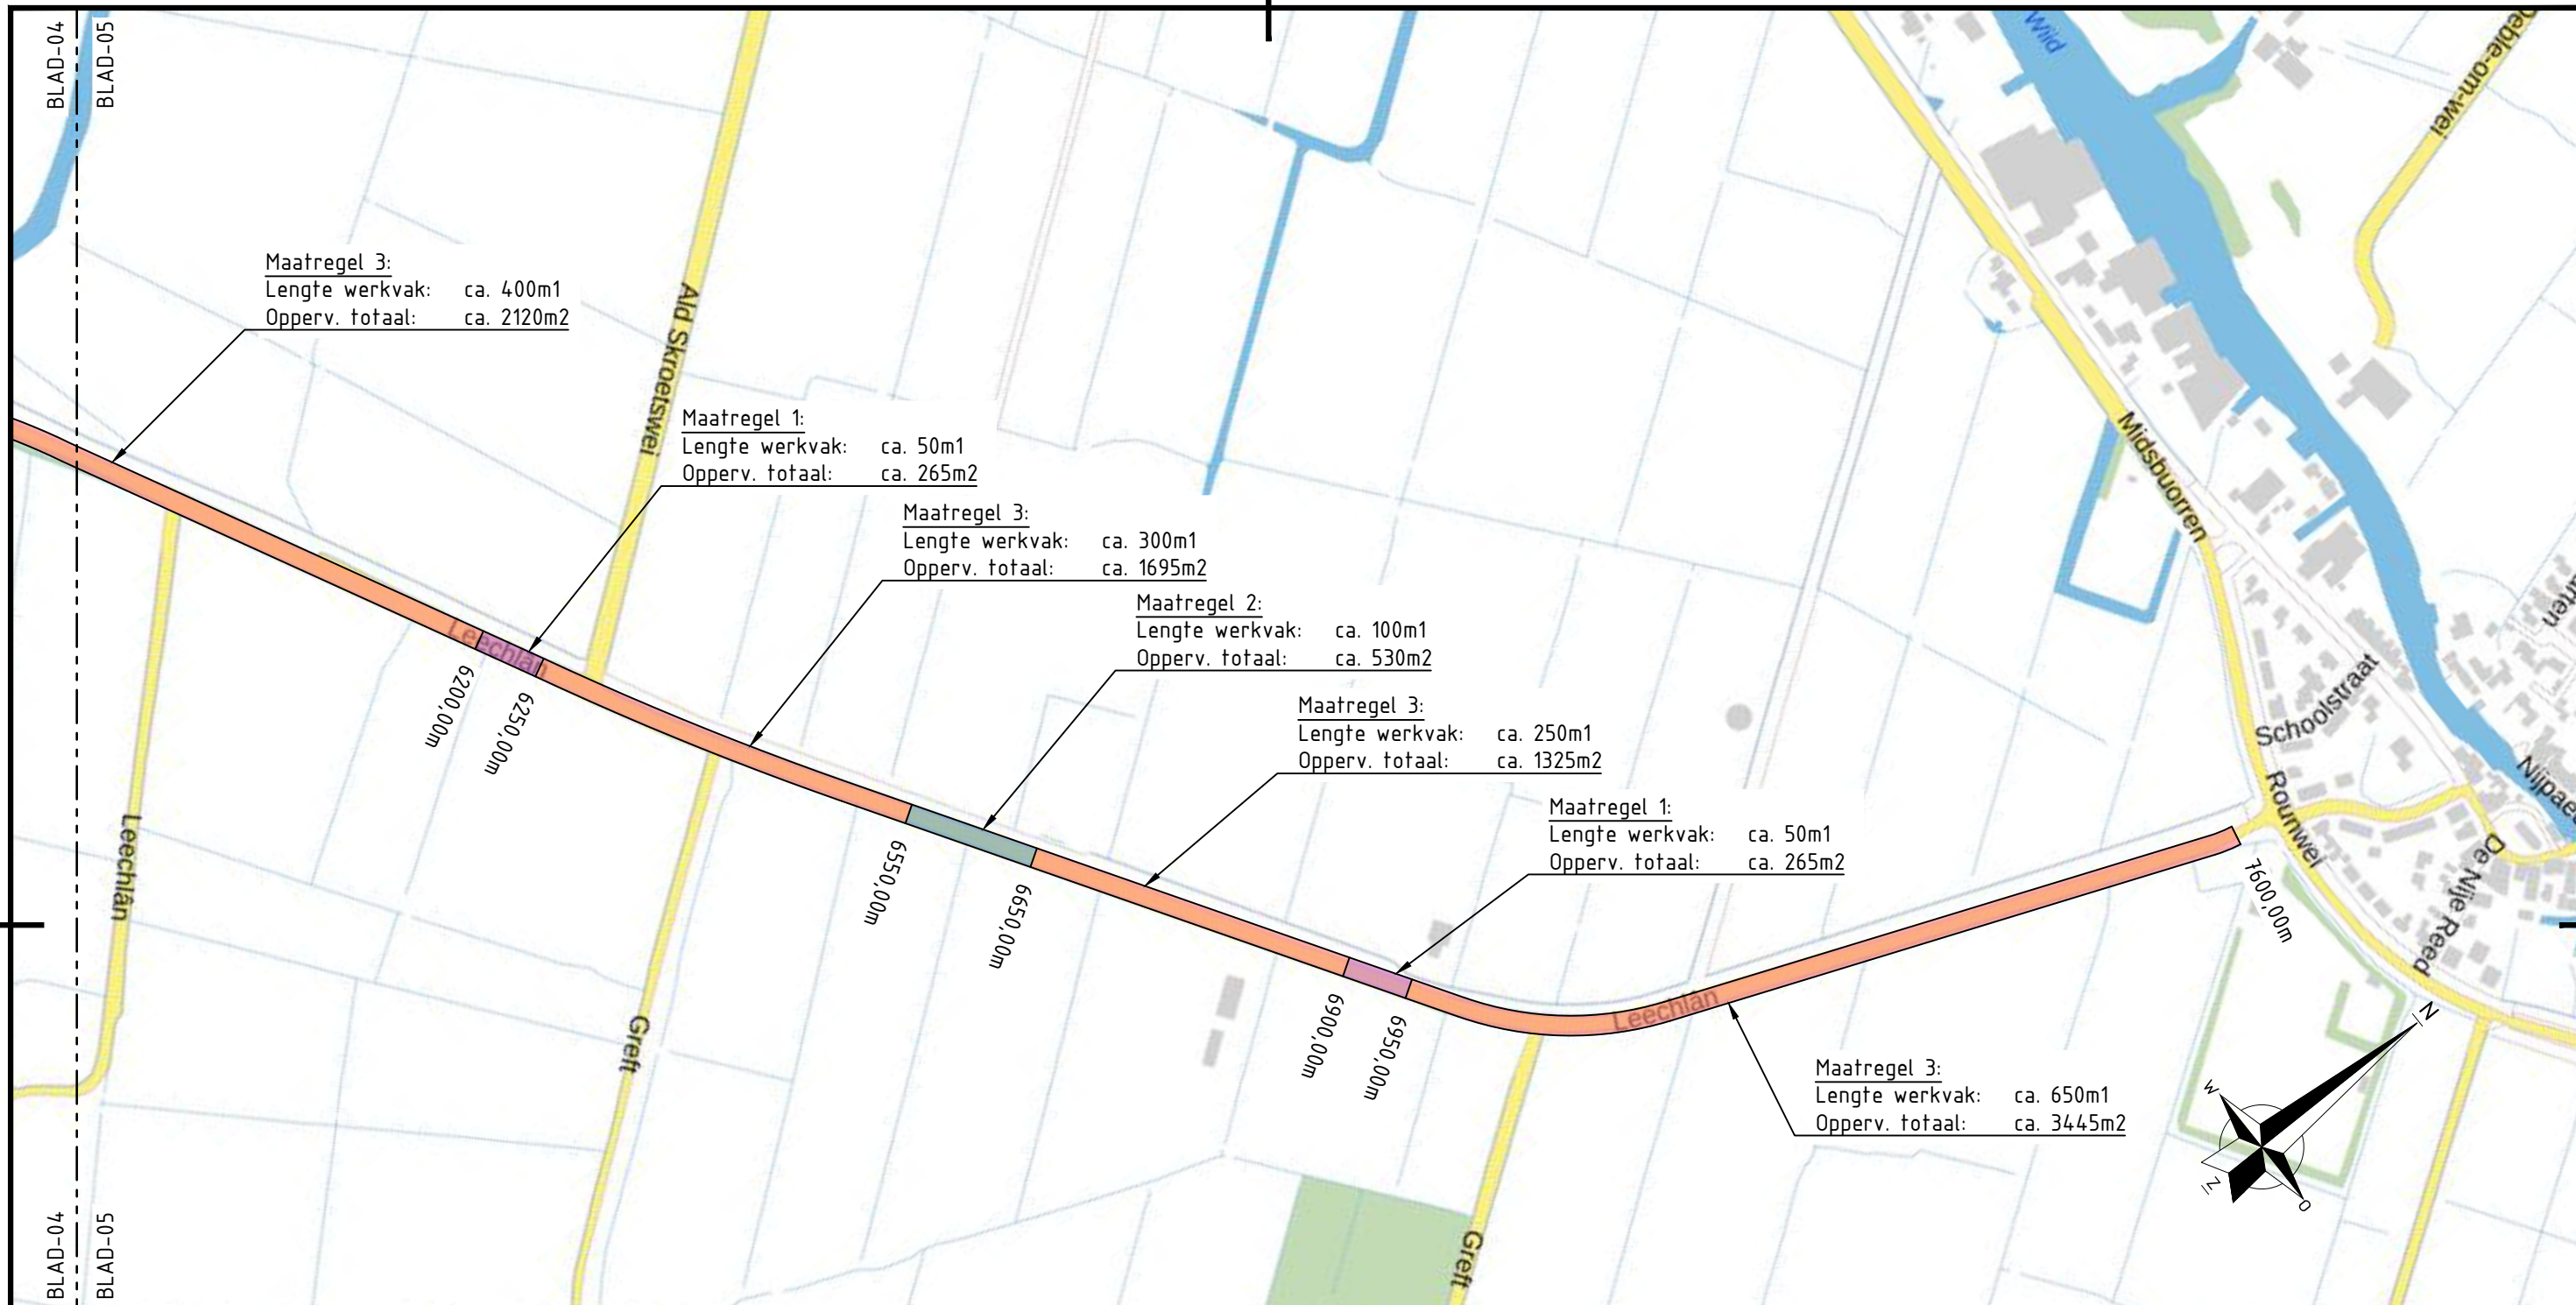 BLAD-04
BLAD-05
Wiid
Deble-om-wei
Maatregel 3:
Lengte werkvak: ca. 400m1
Opperv. totaal: ca. 2120m2
Ald Skroetswei
Maatregel 1:
Lengte werkvak: ca. 50m1
Opperv. totaal: ca. 265m2
Maatregel 3:
Lengte werkvak: ca. 300m1
Opperv. totaal: ca. 1695m2
Maatregel 2:
Lengte werkvak: ca. 100m1
Opperv. totaal: ca. 530m2
Maatregel 3:
Lengte werkvak: ca. 250m1
Opperv. totaal: ca. 1325m2
Maatregel 1:
Lengte werkvak: ca. 50m1
Opperv. totaal: ca. 265m2
Midsbuorren
Schoolstraat
Rounwei
De Nije Reed
Leechlân
6200,00m
6250,00m
6550,00m
6650,00m
6900,00m
6950,00m
7600,00m
Leechlân
Leechlân
Greft
Greft
Maatregel 3:
Lengte werkvak: ca. 650m1
Opperv. totaal: ca. 3445m2
N
W
Z
O
BLAD-04
BLAD-05